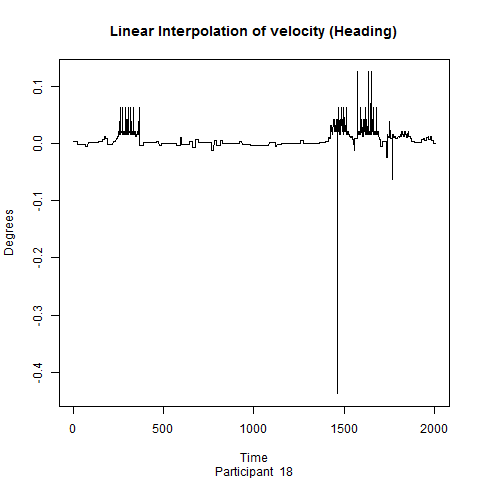 Linear Interpolation of velocity (Heading)
0.1
0.0
-0.1
-0.2
-0.3
-0.4
Degrees
0 500 1000 1500 2000
Time
Participant 18